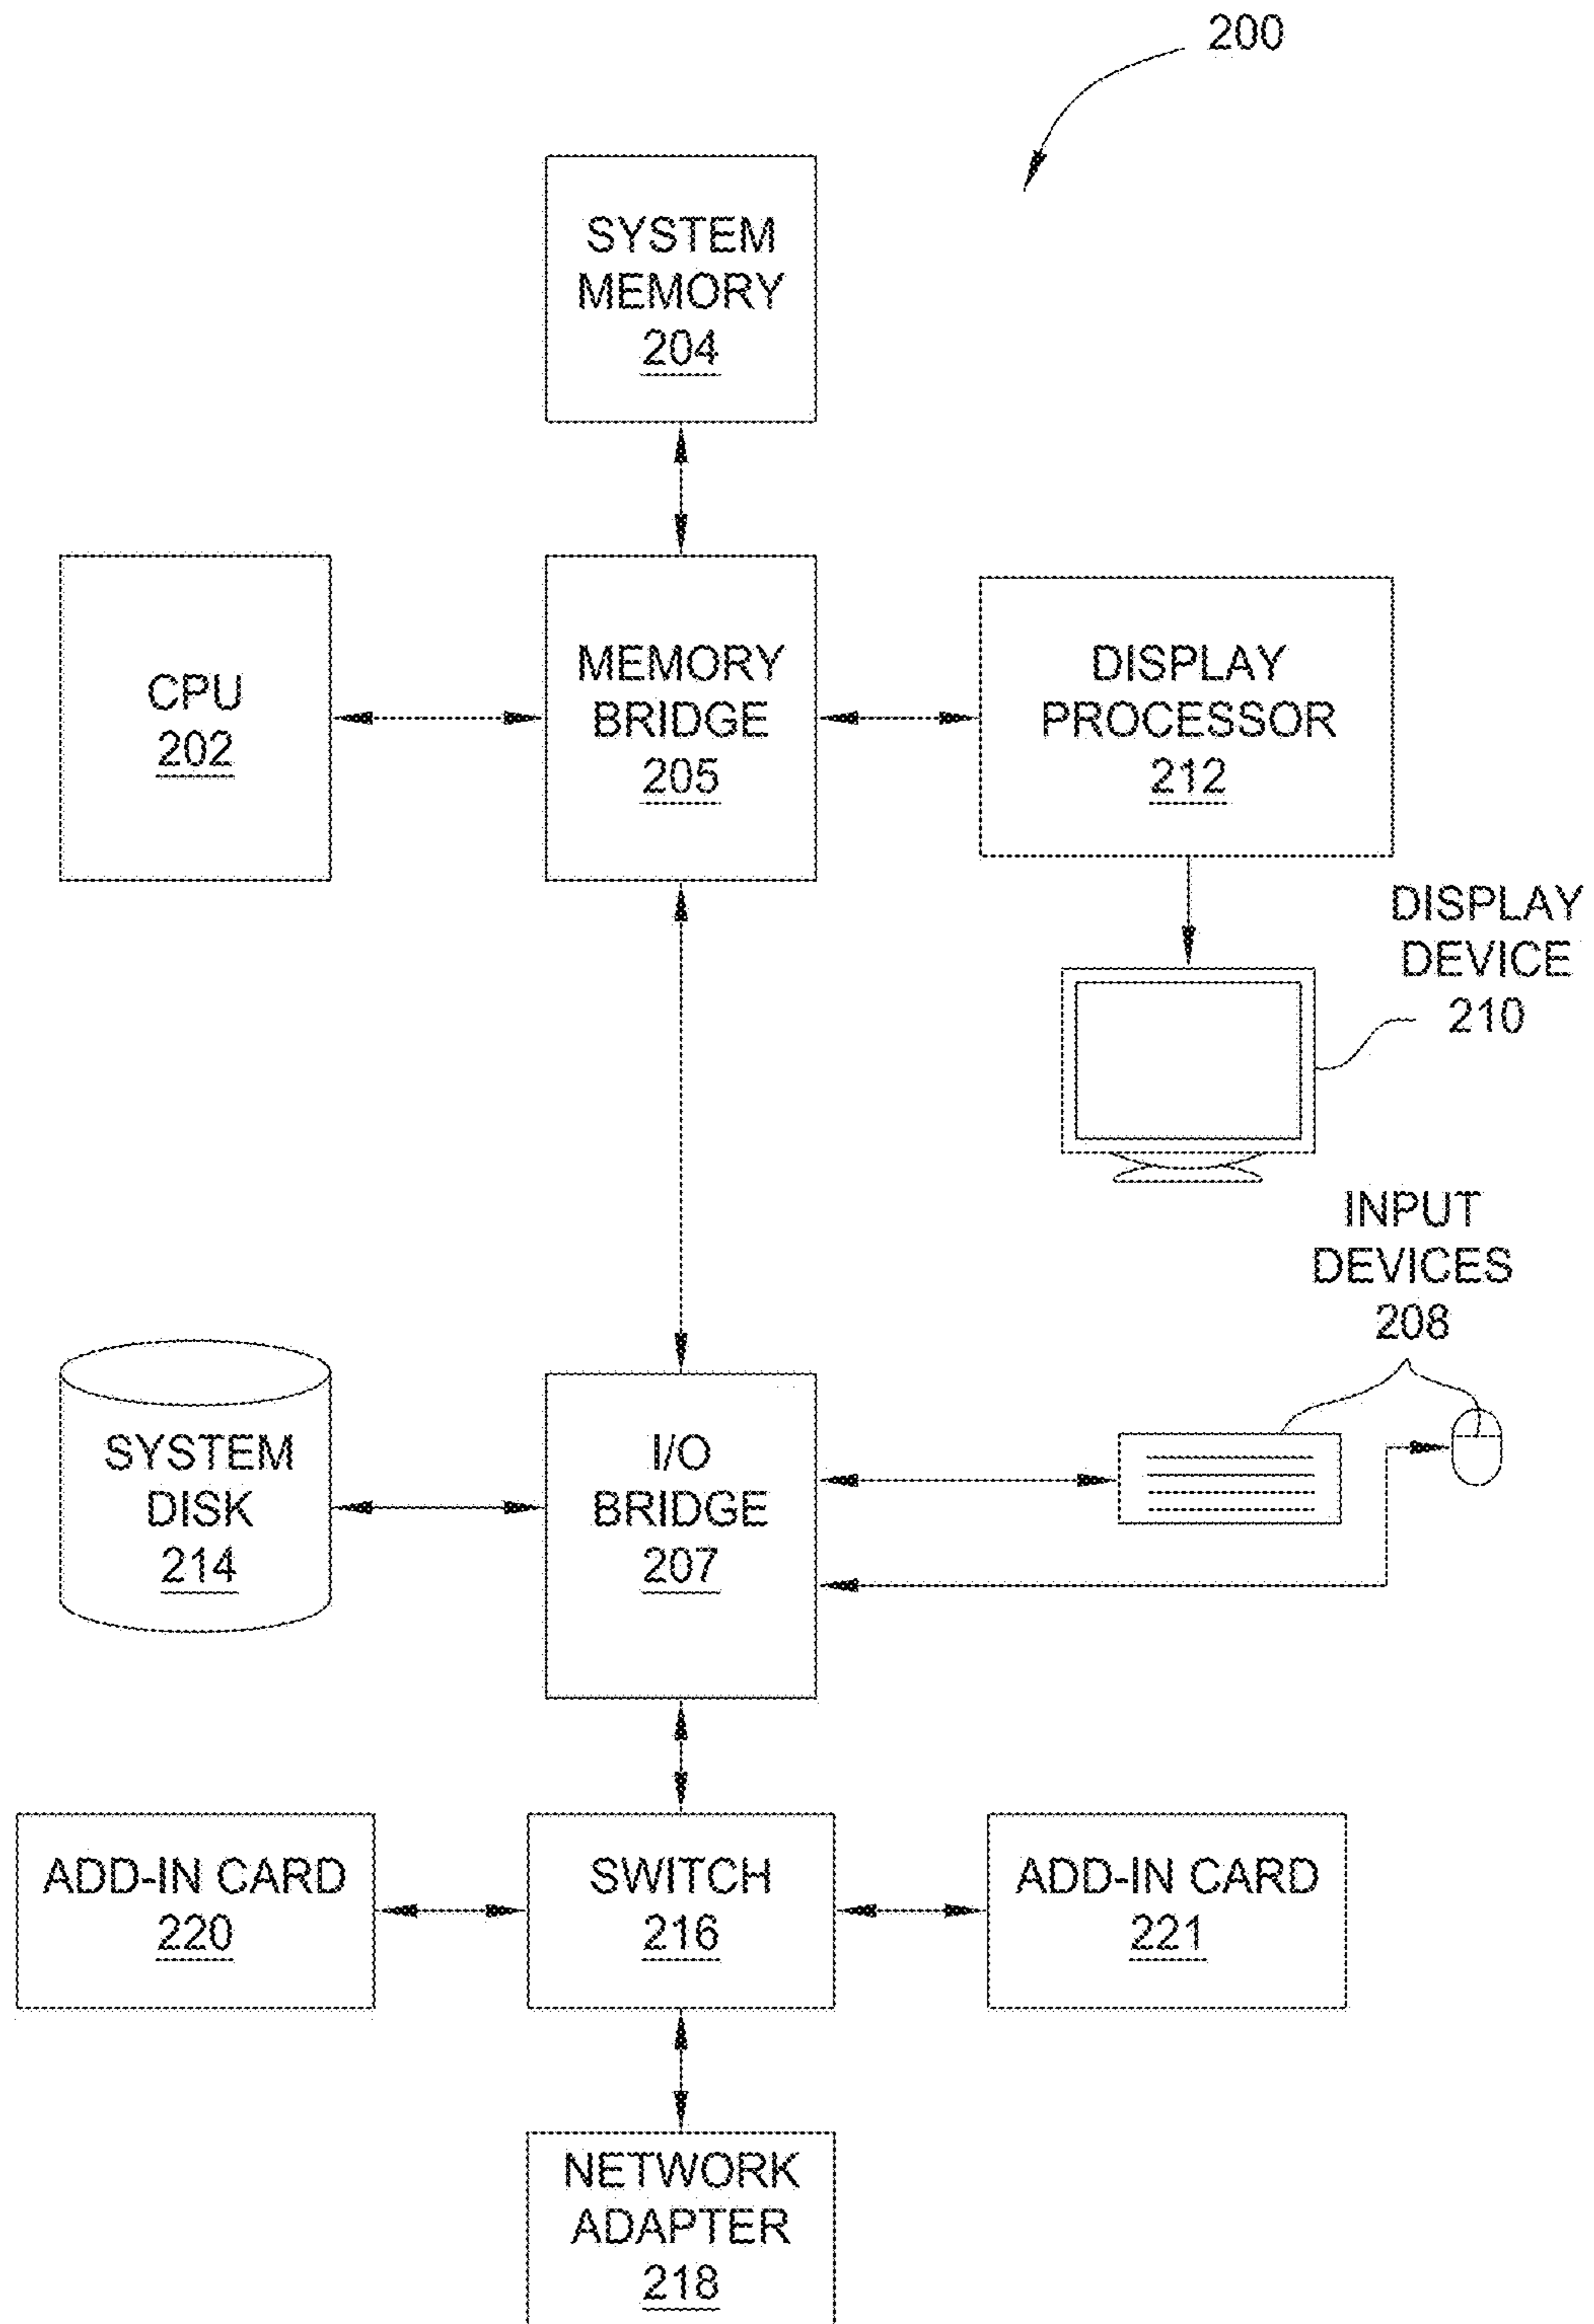 200
SYSTEM
MEMORY
204
CPU
202
MEMORY
BRIDGE
205
DISPLAY
PROCESSOR
212
DISPLAY
DEVICE
210
INPUT
DEVICES
208
SYSTEM
DISK
214
I/O
BRIDGE
207
ADD-IN CARD
220
SWITCH
216
ADD-IN CARD
221
NETWORK
ADAPTER
218